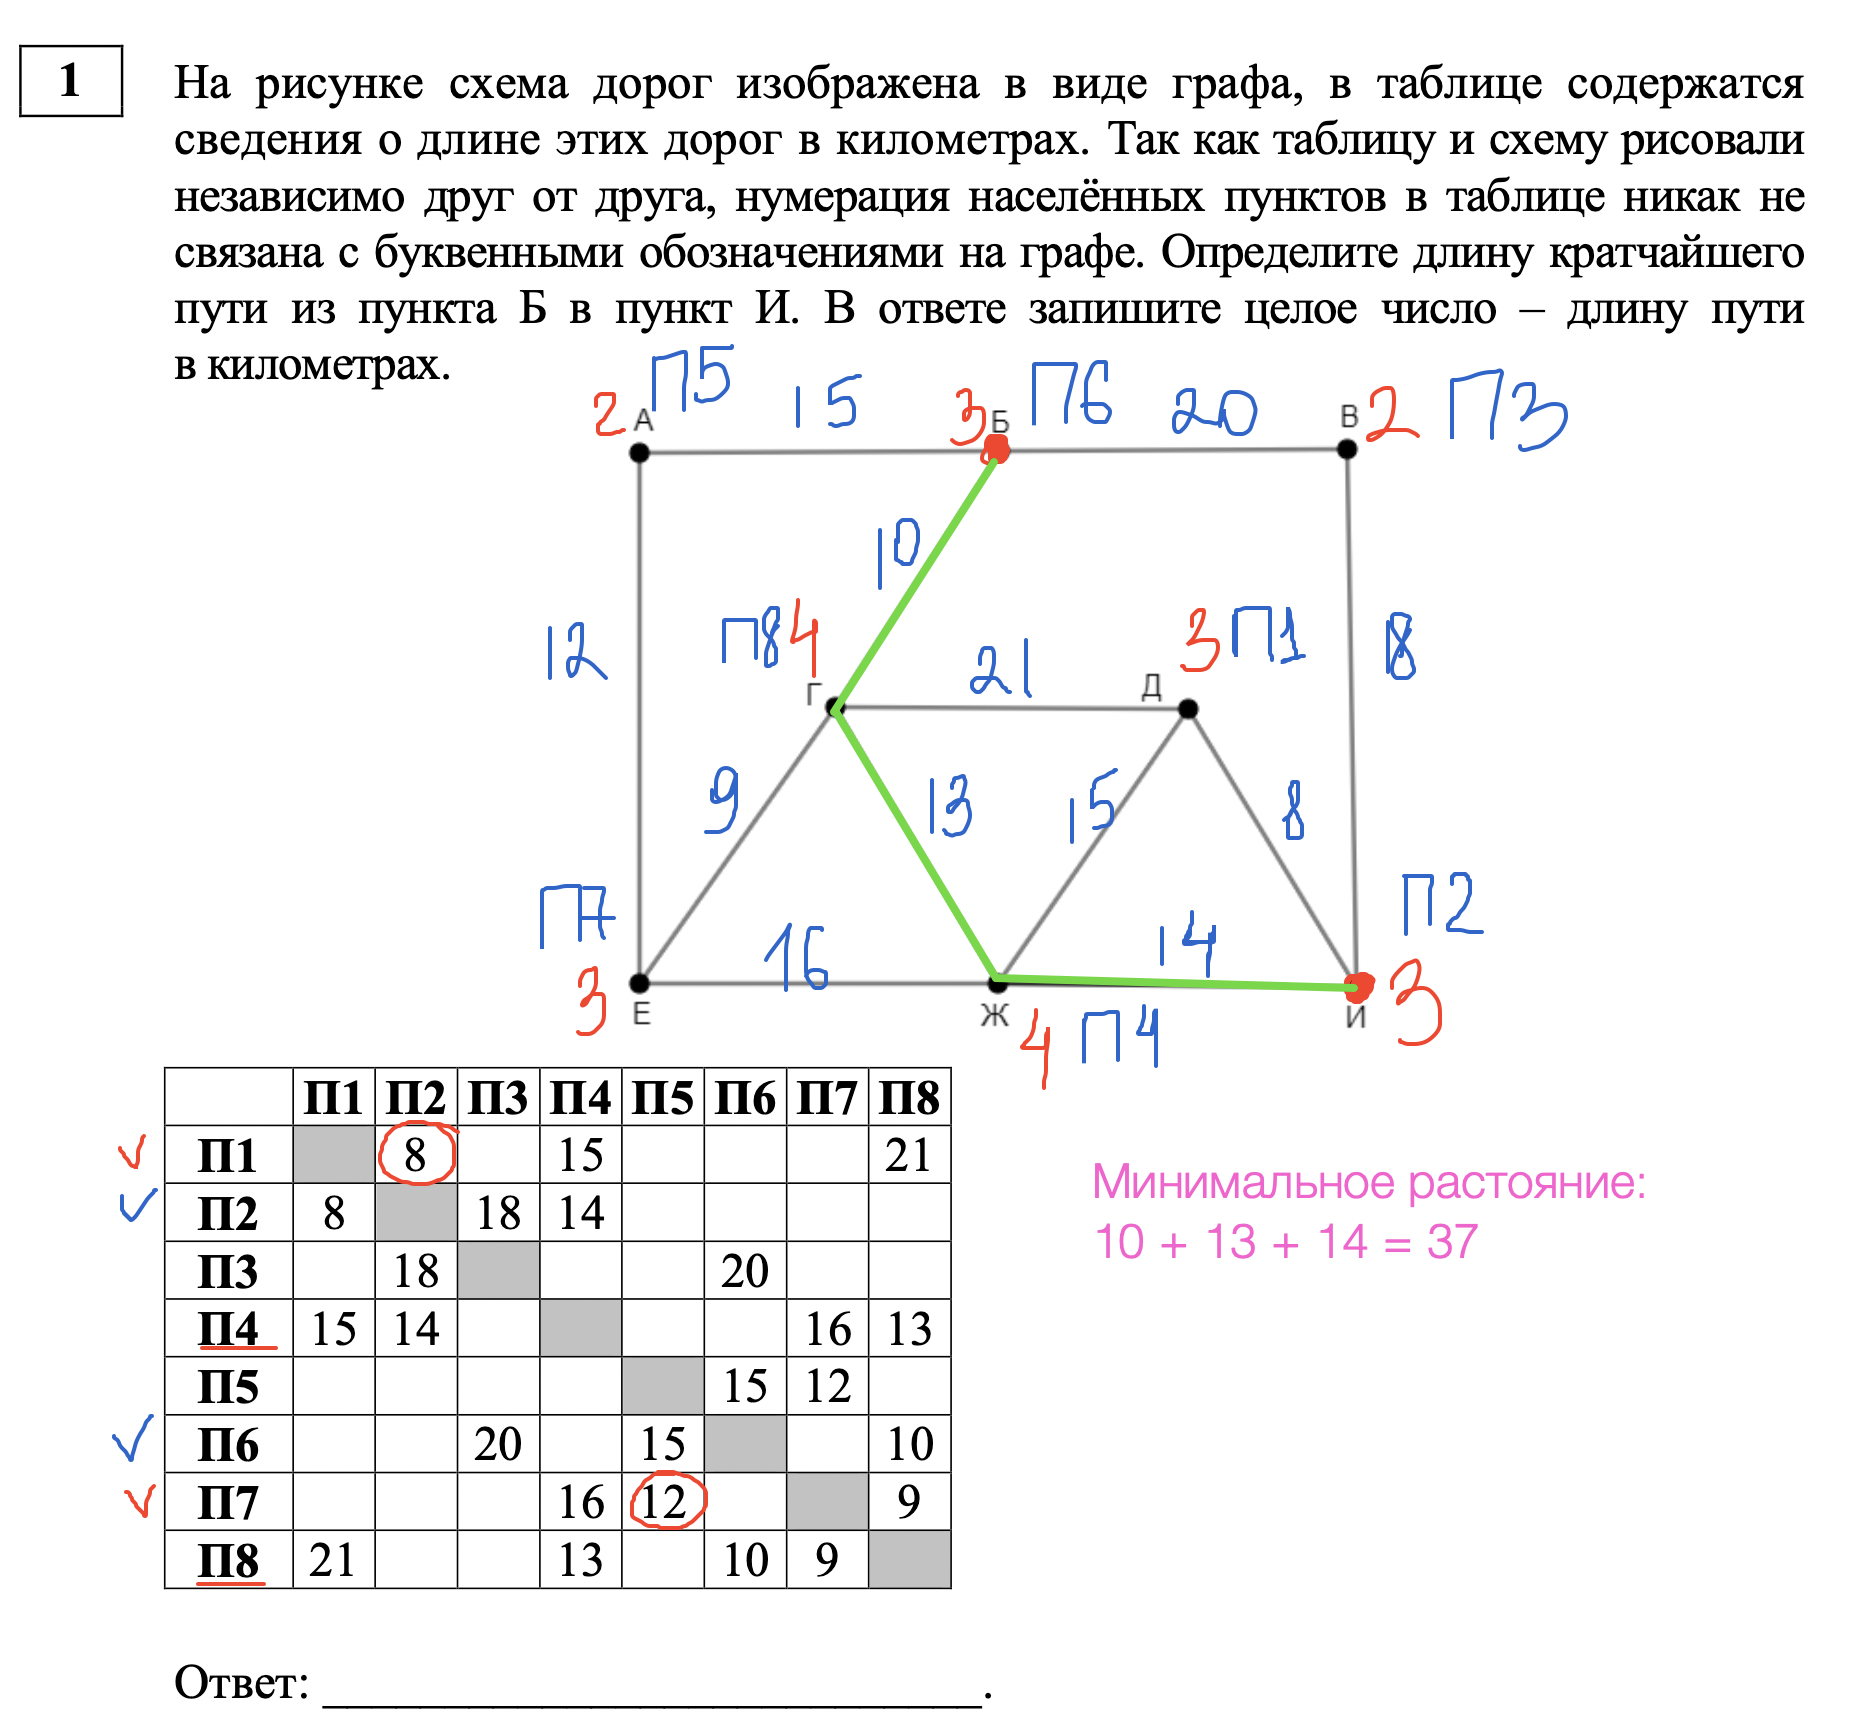 1
На рисунке схема дорог изображена в виде графа, в таблице содержатся
сведения о длине этих дорог в километрах. Так как таблицу и схему рисовали
независимо друг от друга, нумерация населённых пунктов в таблице никак не
связана с буквенными обозначениями на графе. Определите длину кратчайшего
пути из пункта Б в пункт И. В ответе запишите целое число – длину пути
в километрах.
2 А П5 15 3 Б П6 20 В 2 П3
10
12 П8 4 21 3 П1 8
Г Д
9 13 15 8
П7 16 14 П2
3 Е Ж 4 П4 И 3
П1 П2 П3 П4 П5 П6 П7 П8
П1 8 15 21
П2 8 18 14
П3 18 20
П4 15 14 16 13
П5 15 12
П6 20 15 10
П7 16 12 9
П8 21 13 10 9
Минимальное растояние:
10 + 13 + 14 = 37
Ответ: ____________________________.